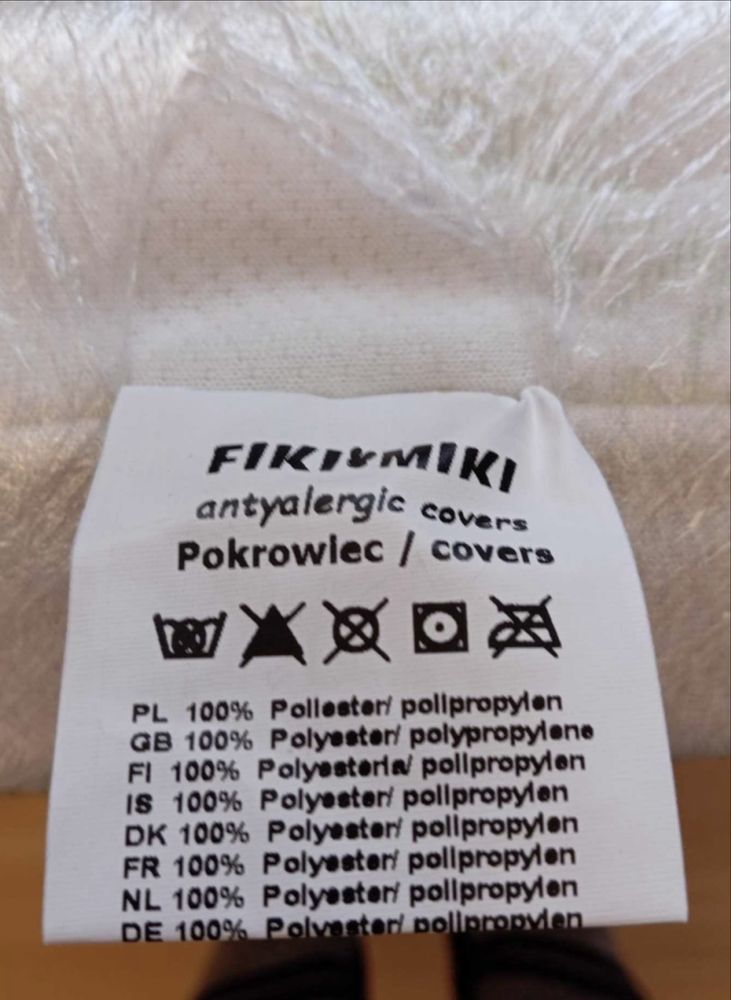 FIKI&MIKI
antyalergic covers
Pokrowiec / covers
PL 100% Poliester/ polipropylen
GB 100% Polyester/ polypropylene
FI 100% Polyesteria/ polipropylen
IS 100% Polyester/ polipropylen
DK 100% Polyester/ polipropylen
FR 100% Polyester/ polipropylen
NL 100% Polyester/ polipropylen
DE 100% Polyester/ polipropylen